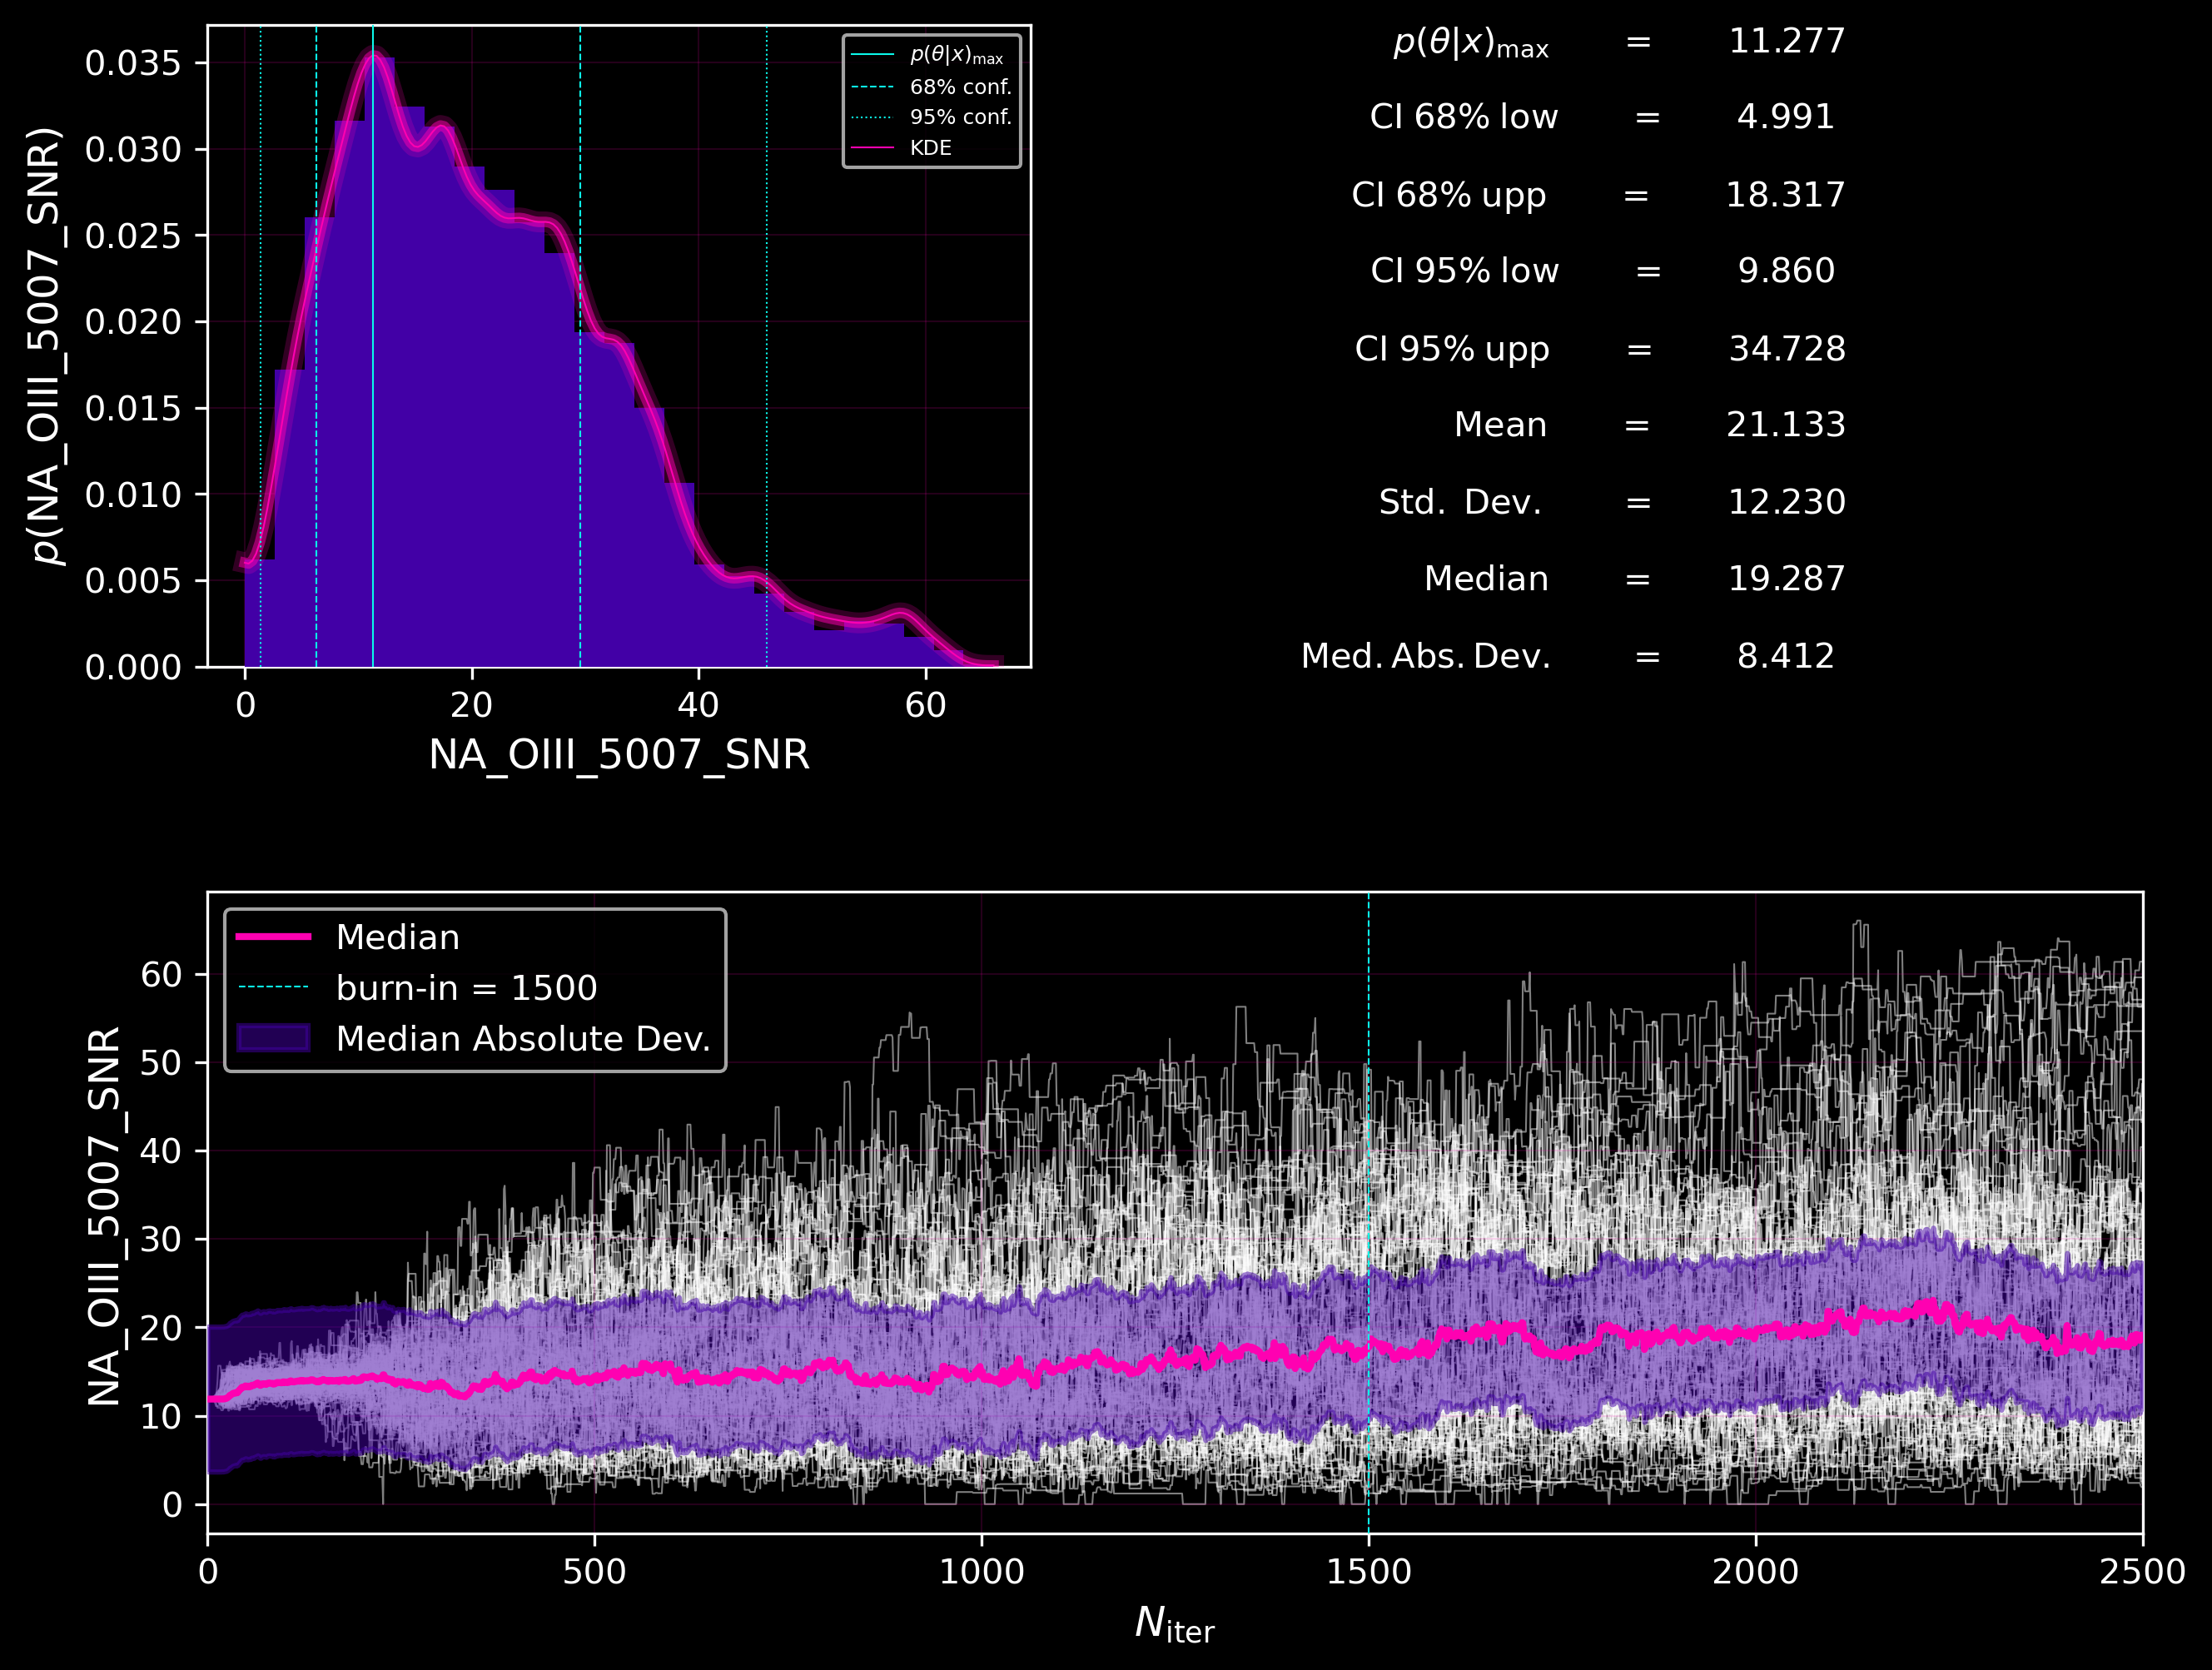 p(NA_OIII_5007_SNR)
0.035
0.030
0.025
0.020
0.015
0.010
0.005
0.000
0 20 40 60
NA_OIII_5007_SNR
p(θ|x)max
68% conf.
95% conf.
KDE
p(θ|x)max = 11.277
CI 68% low = 4.991
CI 68% upp = 18.317
CI 95% low = 9.860
CI 95% upp = 34.728
Mean = 21.133
Std. Dev. = 12.230
Median = 19.287
Med. Abs. Dev. = 8.412
NA_OIII_5007_SNR
60
50
40
30
20
10
0
Median
burn-in = 1500
Median Absolute Dev.
0 500 1000 1500 2000 2500
Niter